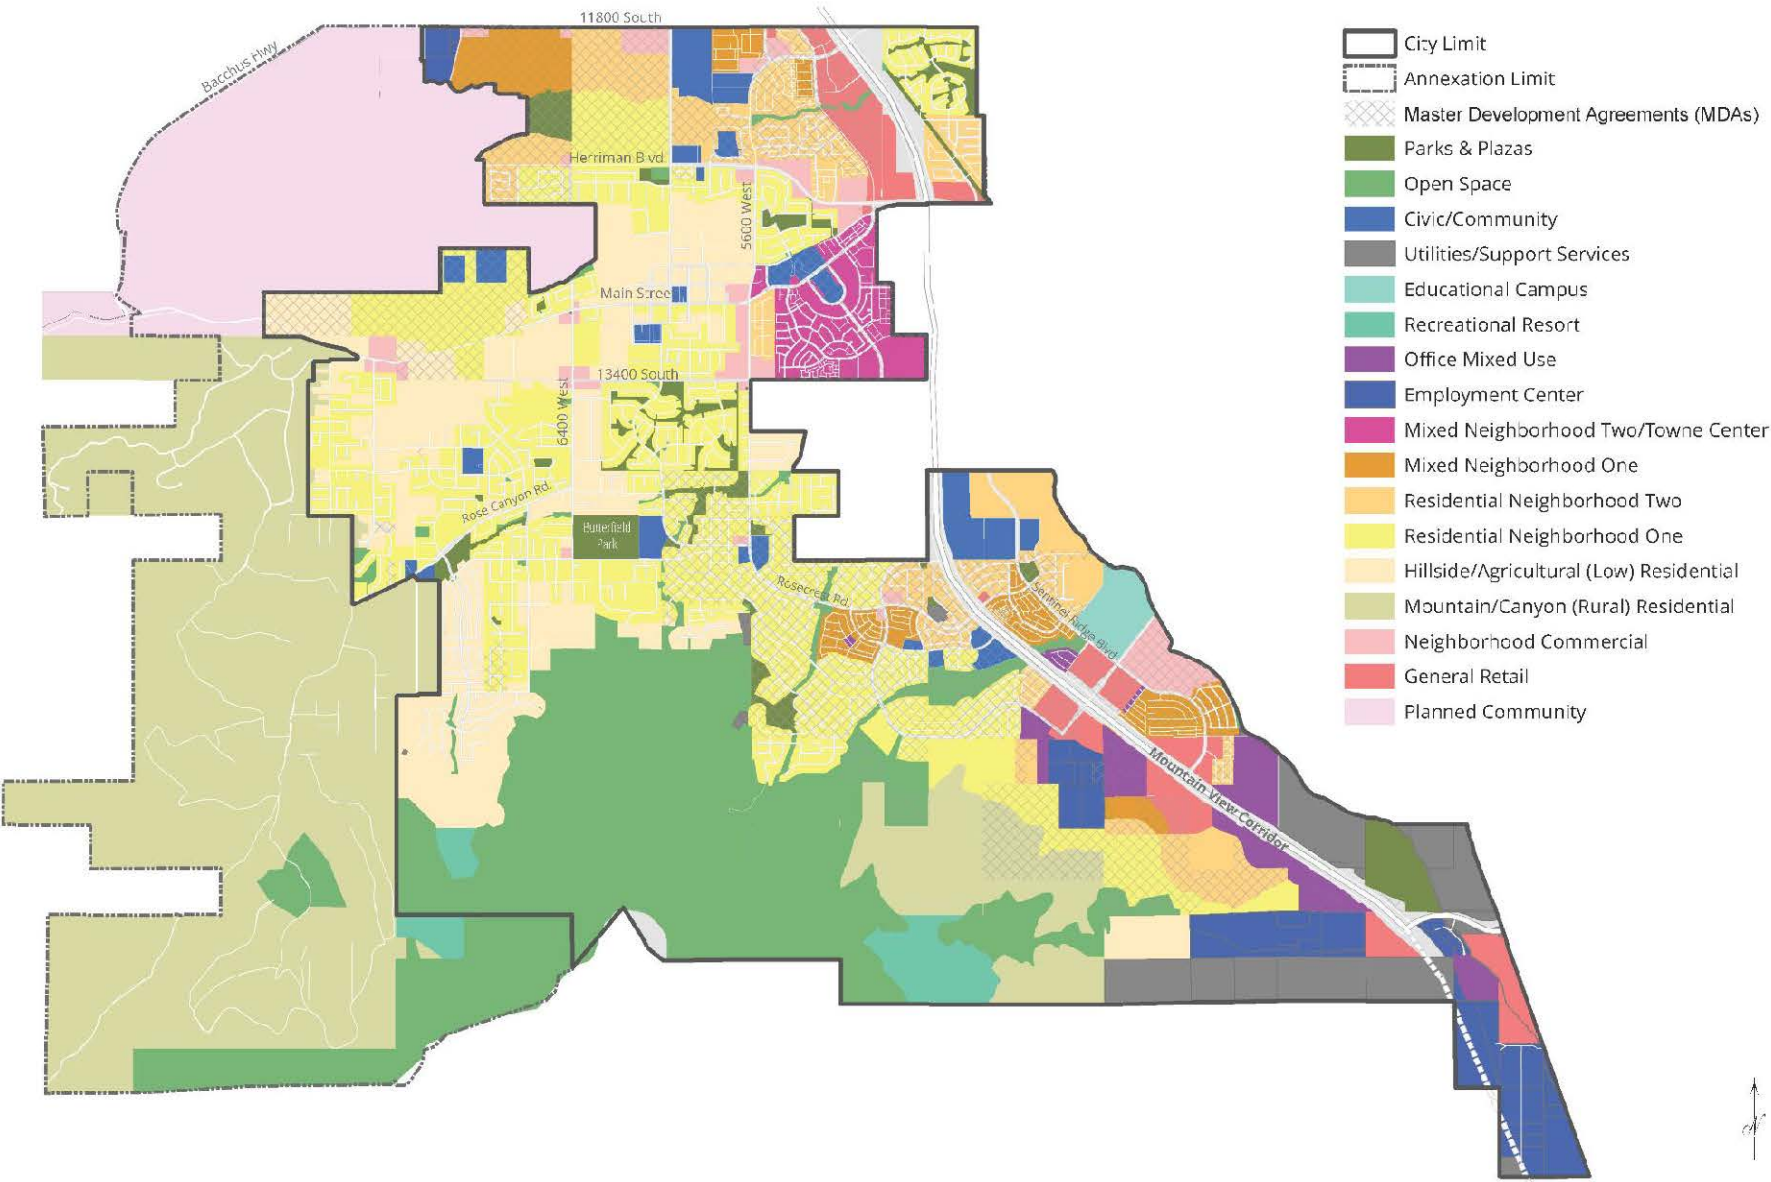 11800 South
Bacchus Hwy
Herriman Blvd
5600 West
Main Stree
13400 South
6400 West
Rose Canyon Rd.
Butterfield
Park
Rosecrest Rd.
Sentinel Ridge Blvd.
Mountain View Corridor
City Limit
Annexation Limit
Master Development Agreements (MDAs)
Parks & Plazas
Open Space
Civic/Community
Utilities/Support Services
Educational Campus
Recreational Resort
Office Mixed Use
Employment Center
Mixed Neighborhood Two/Towne Center
Mixed Neighborhood One
Residential Neighborhood Two
Residential Neighborhood One
Hillside/Agricultural (Low) Residential
Mountain/Canyon (Rural) Residential
Neighborhood Commercial
General Retail
Planned Community
N